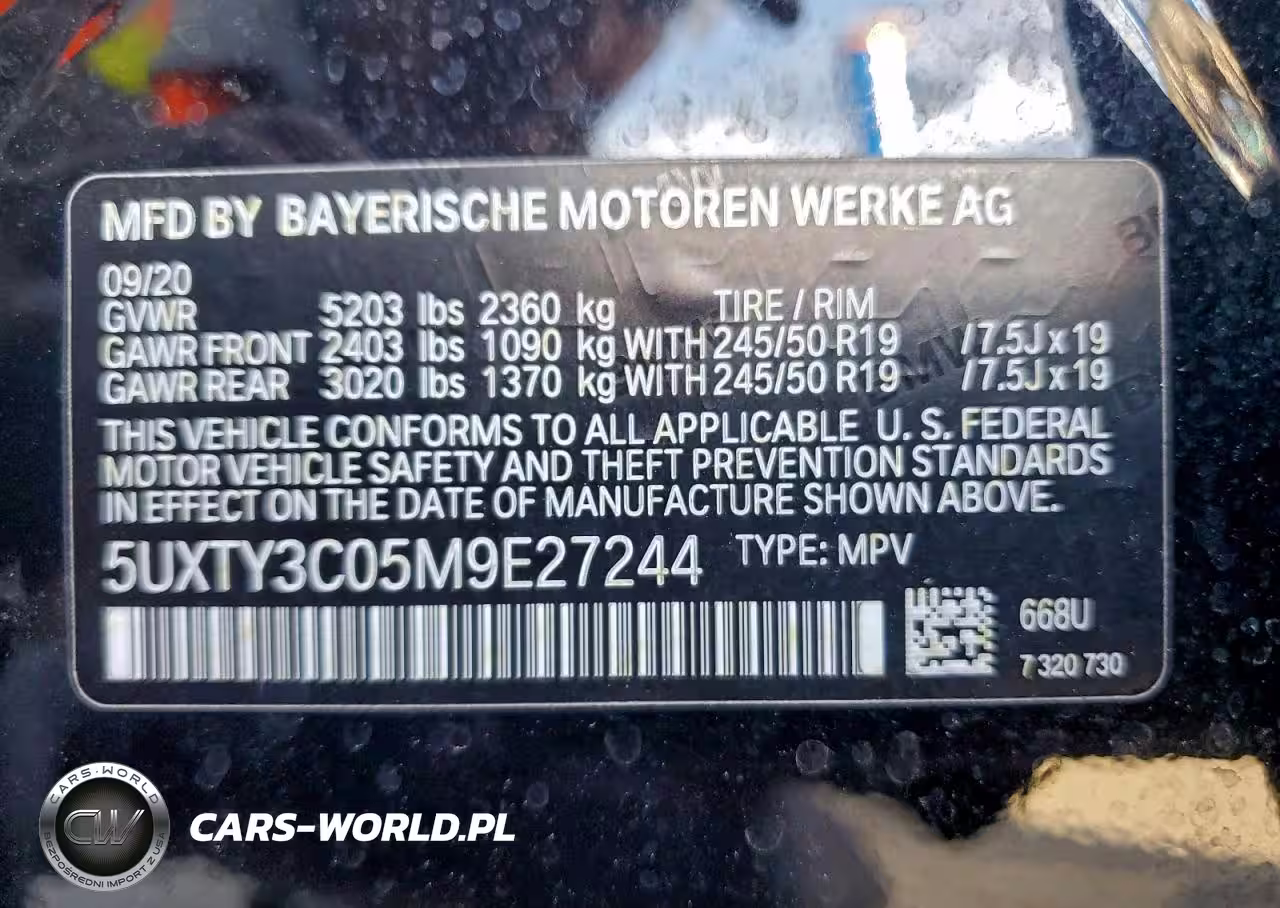 MFD BY BAYERISCHE MOTOREN WERKE AG
09/20
GVWR 5203 lbs 2360 kg TIRE / RIM
GAWR FRONT 2403 lbs 1090 kg WITH 245/50 R19 /7.5J x 19
GAWR REAR 3020 lbs 1370 kg WITH 245/50 R19 /7.5J x 19
THIS VEHICLE CONFORMS TO ALL APPLICABLE U. S. FEDERAL
MOTOR VEHICLE SAFETY AND THEFT PREVENTION STANDARDS
IN EFFECT ON THE DATE OF MANUFACTURE SHOWN ABOVE.
5UXTY3C05M9E27244 TYPE: MPV
668U
7 320 730
CARS-WORLD
CW
BEZPOŚREDNI IMPORT Z USA
CARS-WORLD.PL